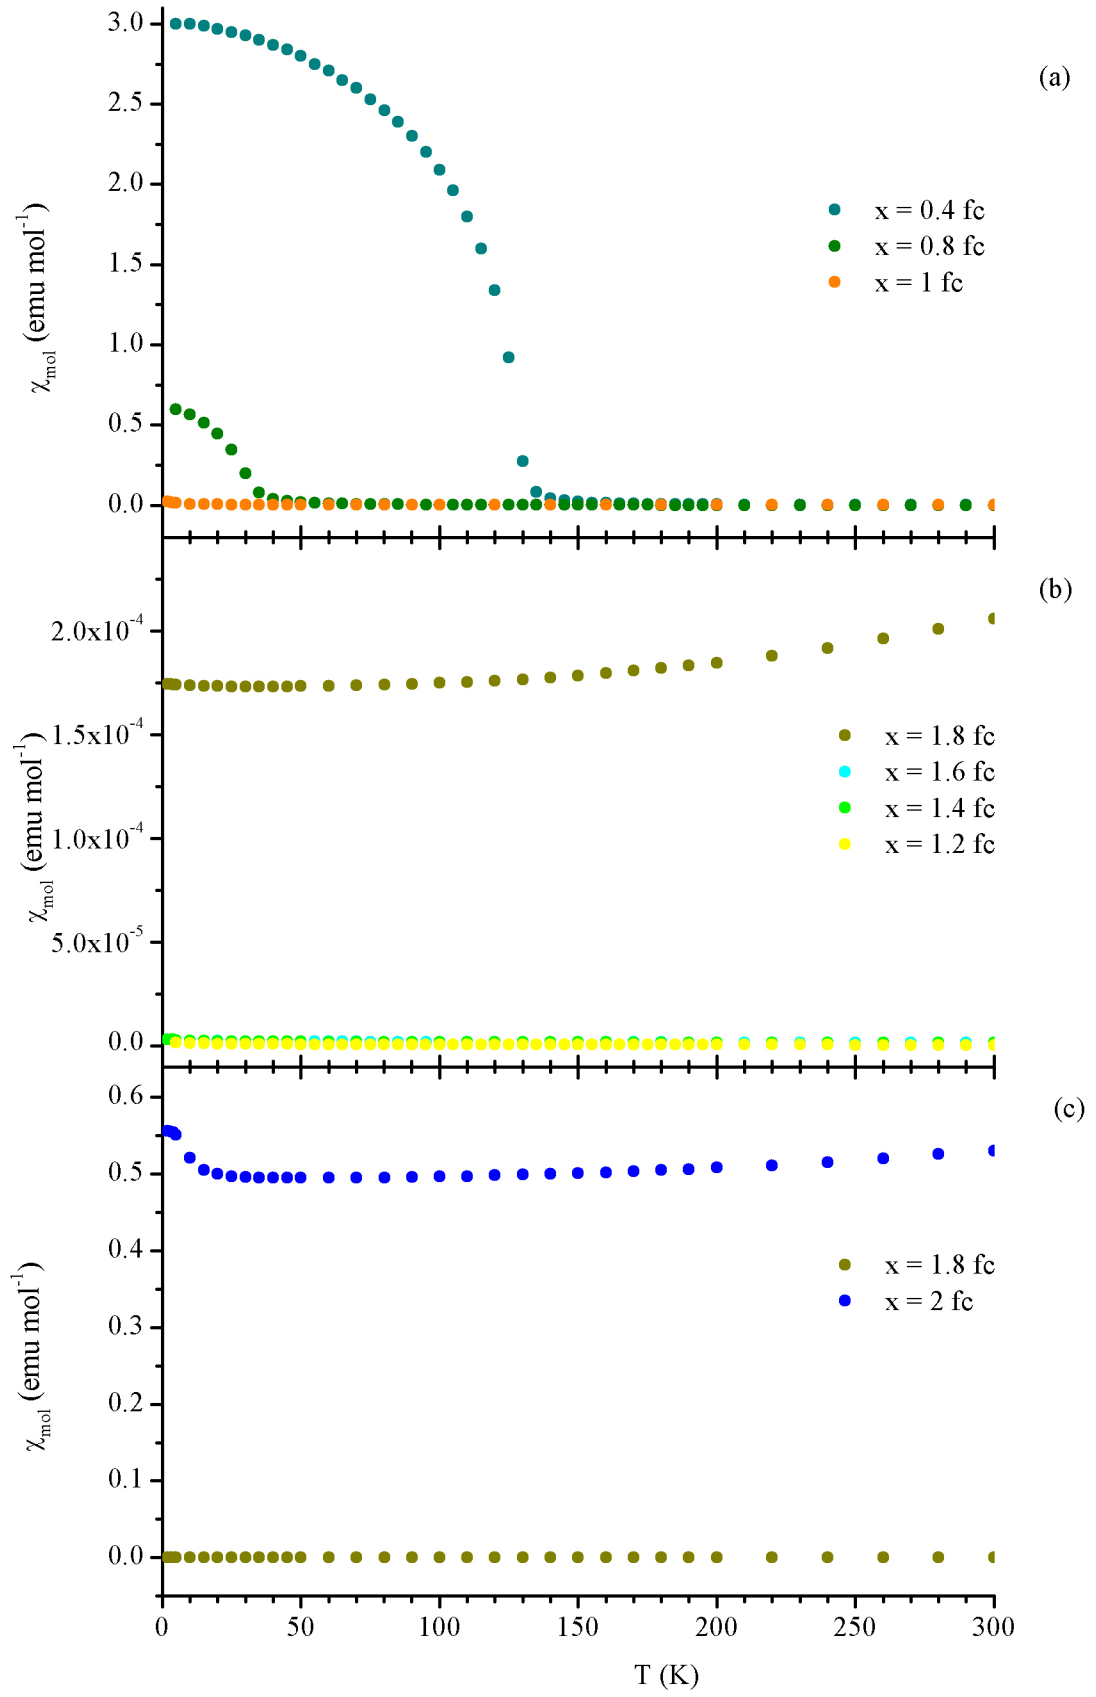 (a)
3.0
2.5
2.0
1.5
1.0
0.5
0.0
χmol (emu mol-1)
x = 0.4 fc
x = 0.8 fc
x = 1 fc
(b)
2.0x10-4
1.5x10-4
1.0x10-4
5.0x10-5
0.0
χmol (emu mol-1)
x = 1.8 fc
x = 1.6 fc
x = 1.4 fc
x = 1.2 fc
(c)
0.6
0.5
0.4
0.3
0.2
0.1
0.0
χmol (emu mol-1)
x = 1.8 fc
x = 2 fc
0 50 100 150 200 250 300
T (K)